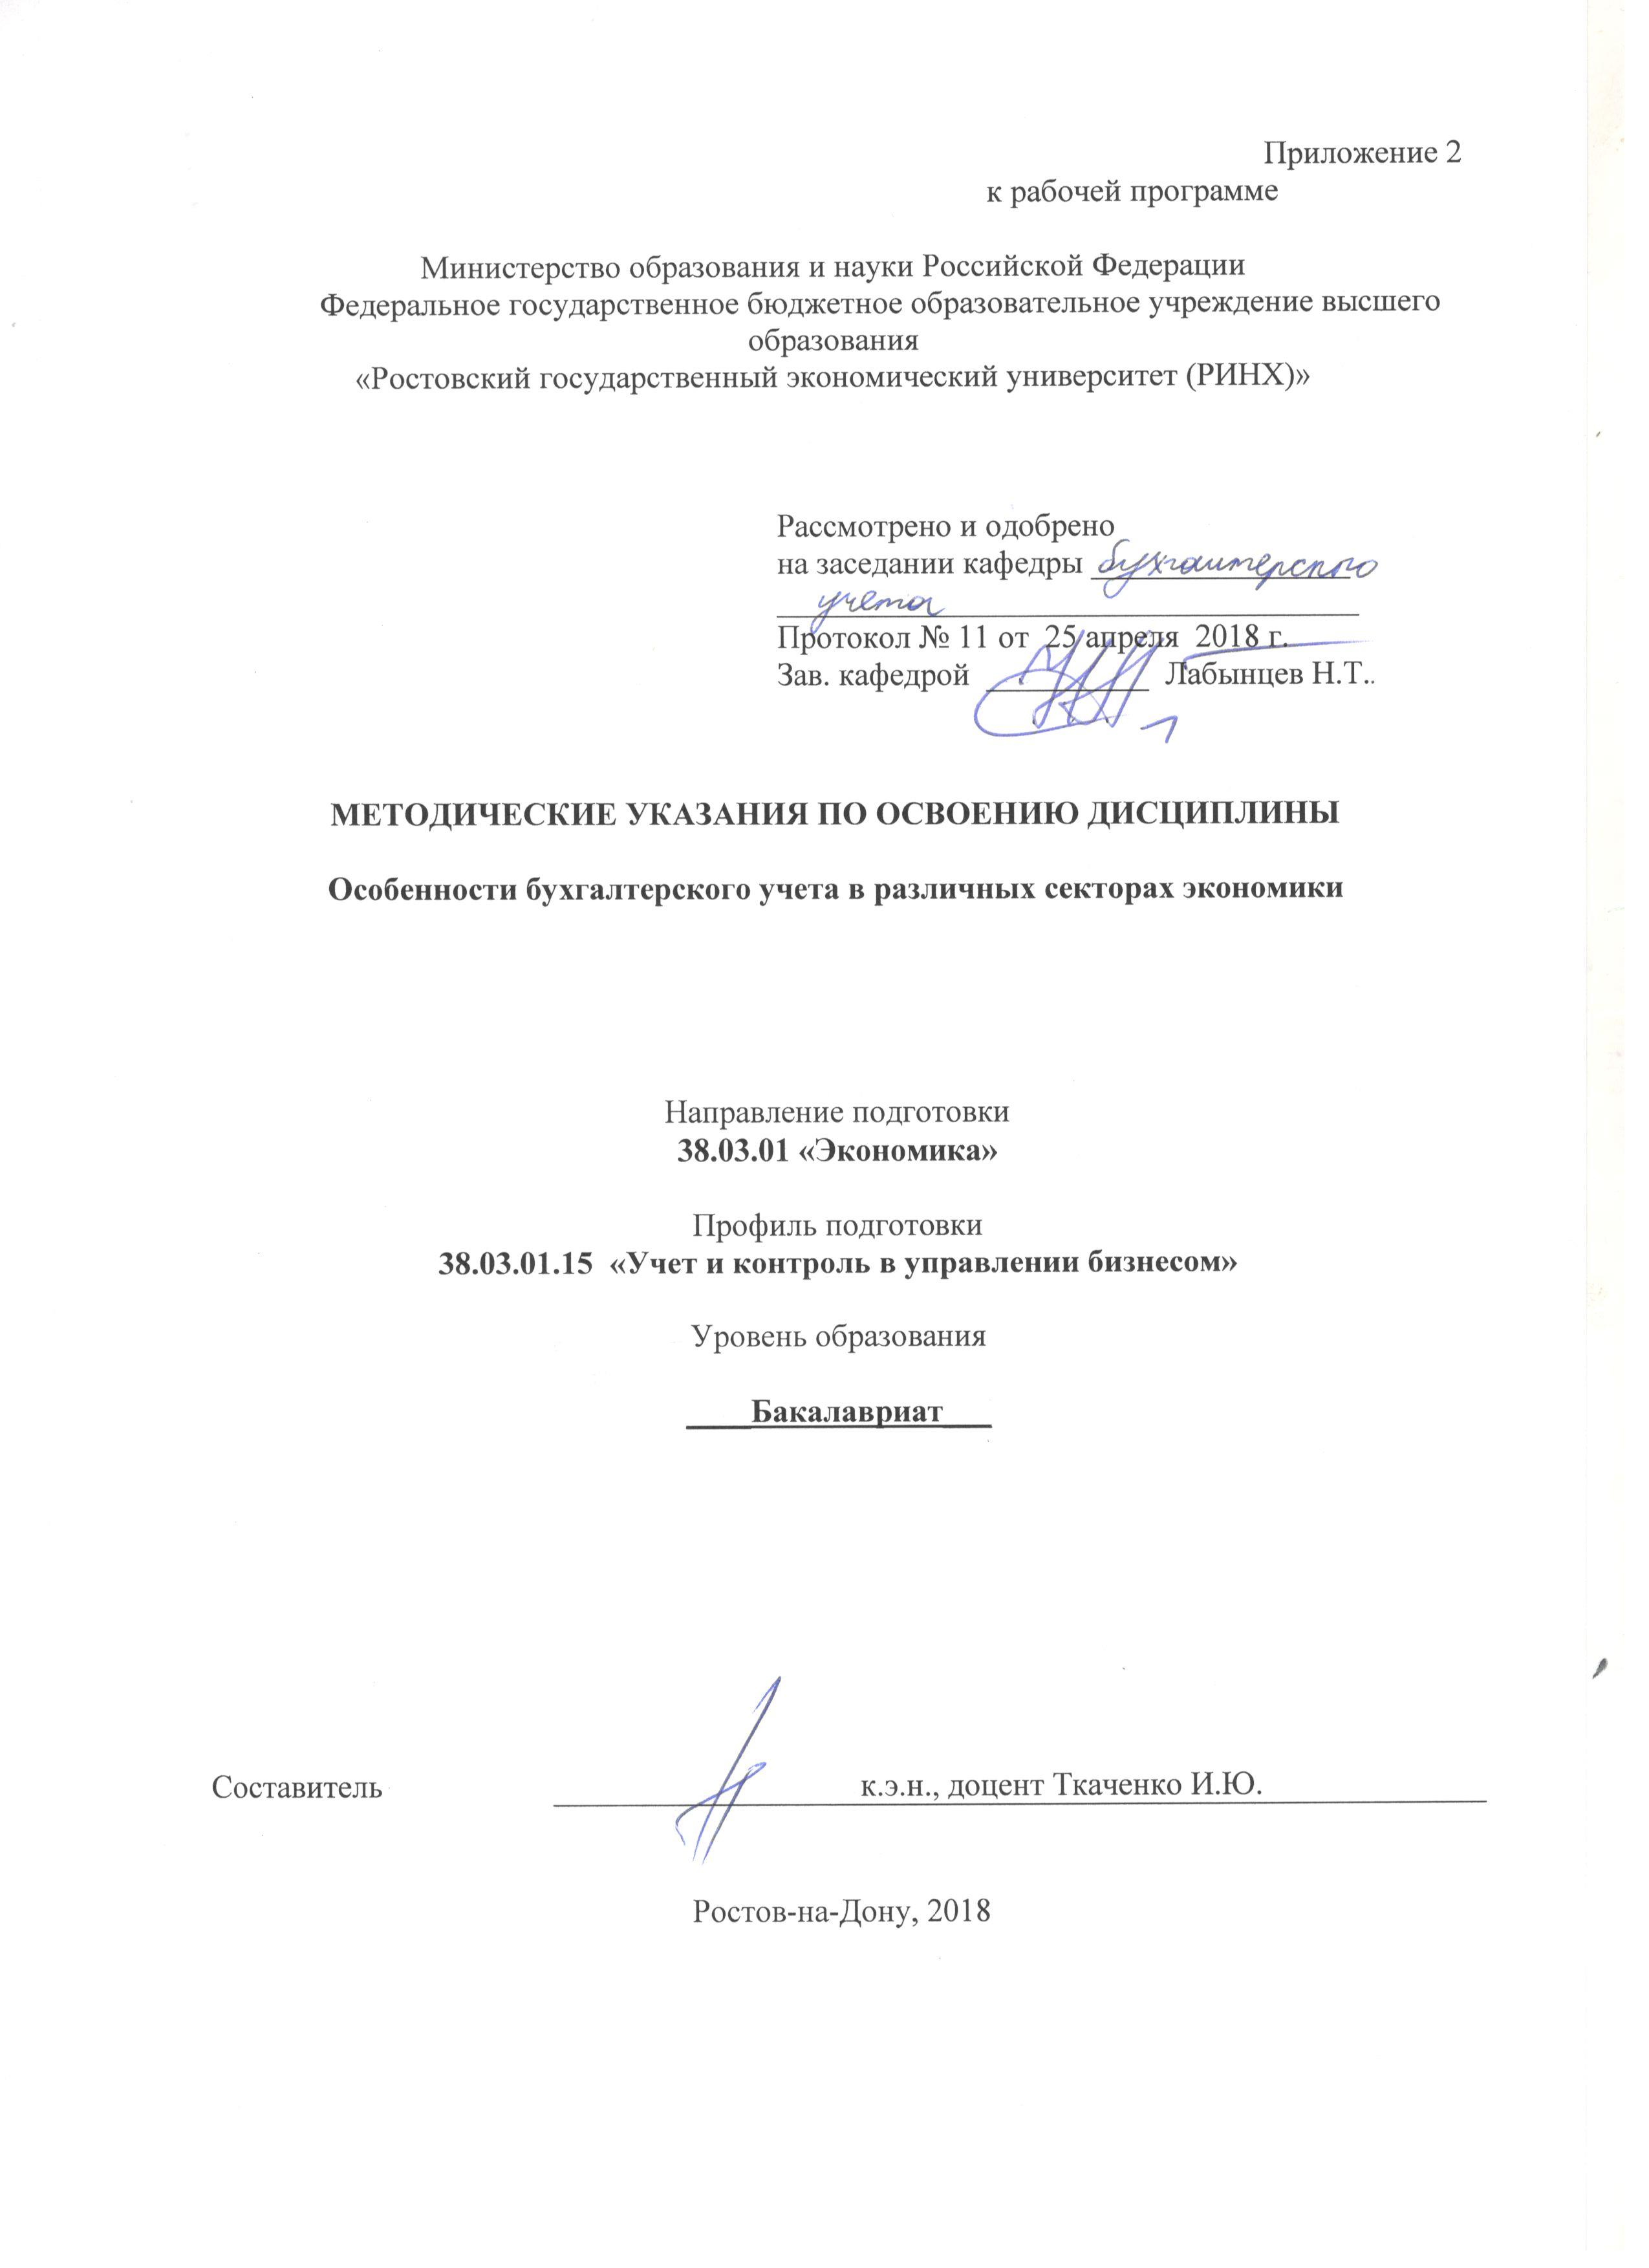 Приложение 2
к рабочей программе
Министерство образования и науки Российской Федерации
Федеральное государственное бюджетное образовательное учреждение высшего
образования
«Ростовский государственный экономический университет (РИНХ)»
Рассмотрено и одобрено
на заседании кафедры бухгалтерского
учета
Протокол № 11 от 25 апреля 2018 г.
Зав. кафедрой Лабынцев Н.Т..
МЕТОДИЧЕСКИЕ УКАЗАНИЯ ПО ОСВОЕНИЮ ДИСЦИПЛИНЫ
Особенности бухгалтерского учета в различных секторах экономики
Направление подготовки
38.03.01 «Экономика»
Профиль подготовки
38.03.01.15 «Учет и контроль в управлении бизнесом»
Уровень образования
Бакалавриат
Составитель к.э.н., доцент Ткаченко И.Ю.
Ростов-на-Дону, 2018